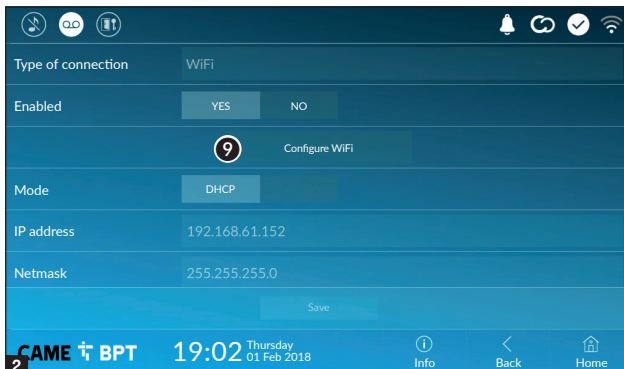 Type of connection WiFi
Enabled YES NO
9 Configure WiFi
Mode DHCP
IP address 192.168.61.152
Netmask 255.255.255.0
Save
CAME BPT 19:02 Thursday
01 Feb 2018
Info Back Home
2